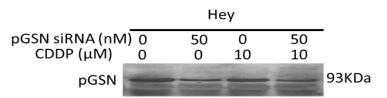 Hey
pGSN siRNA (nM) 0 50 0 50
CDDP (µM) 0 0 10 10
pGSN 93KDa